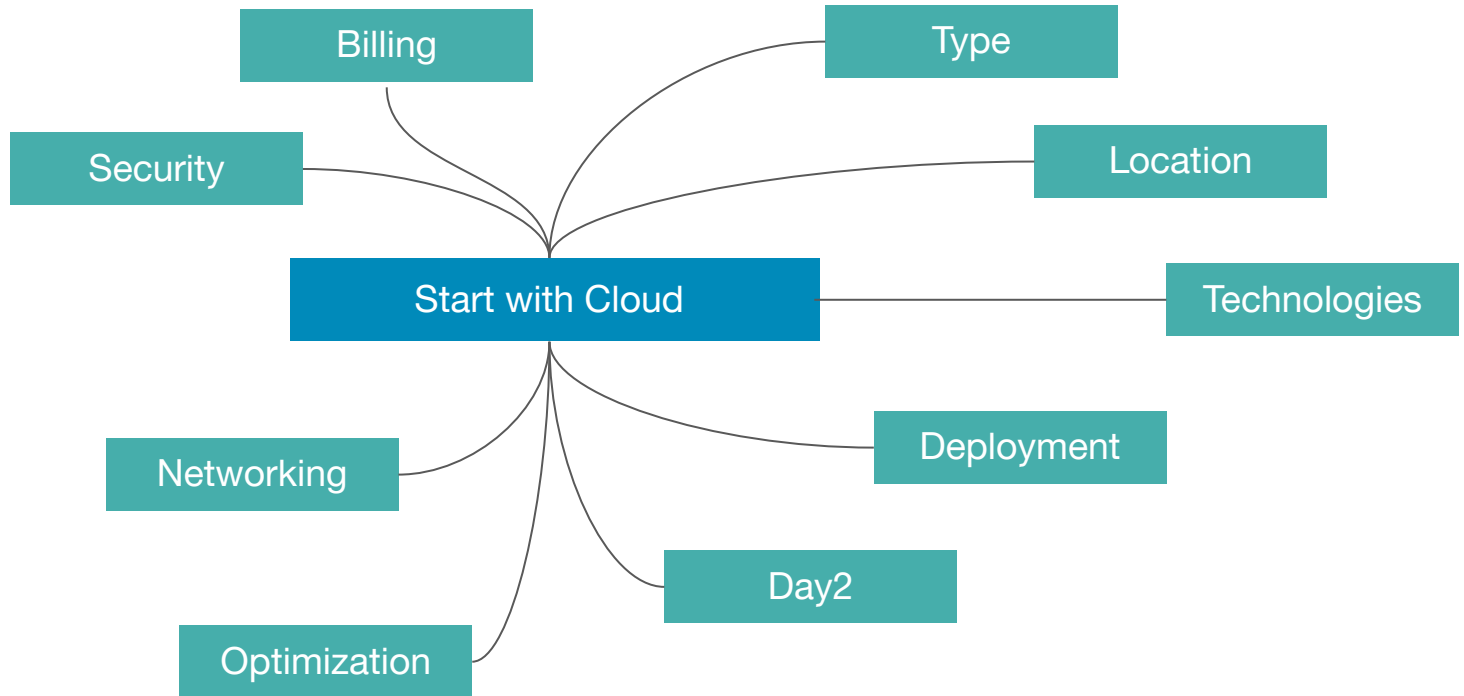 Billing
Type
Security
Location
Start with Cloud
Technologies
Networking
Deployment
Day2
Optimization